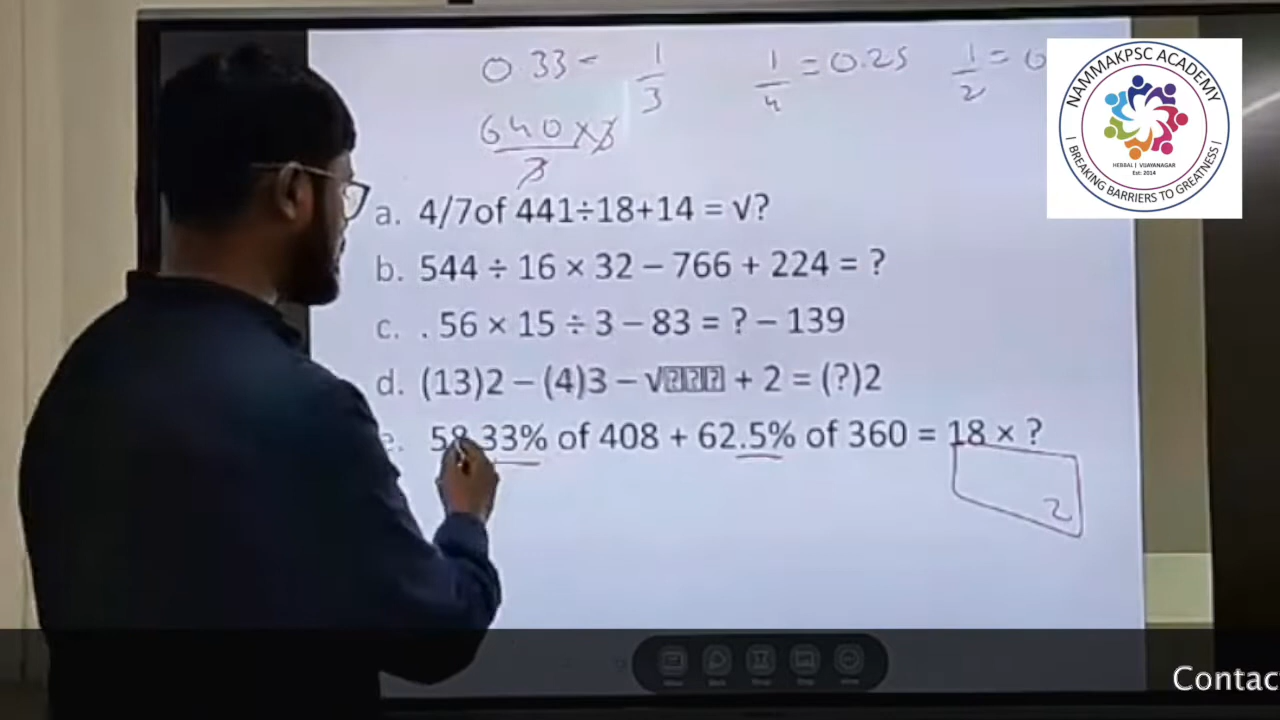 0.33 - 1/3 1/4 = 0.25 1/2 = 0
640 × 3
3
a. 4/7of 441÷18+14 = √?
b. 544 ÷ 16 × 32 – 766 + 224 = ?
c. . 56 × 15 ÷ 3 – 83 = ? – 139
d. (13)2 – (4)3 – √??? + 2 = (?)2
e. 58.33% of 408 + 62.5% of 360 = 18 × ?
2
NAMMAKPSC ACADEMY
HEBBAL | VIJAYANAGAR
Est: 2014
| BREAKING BARRIERS TO GREATNESS |
Contac